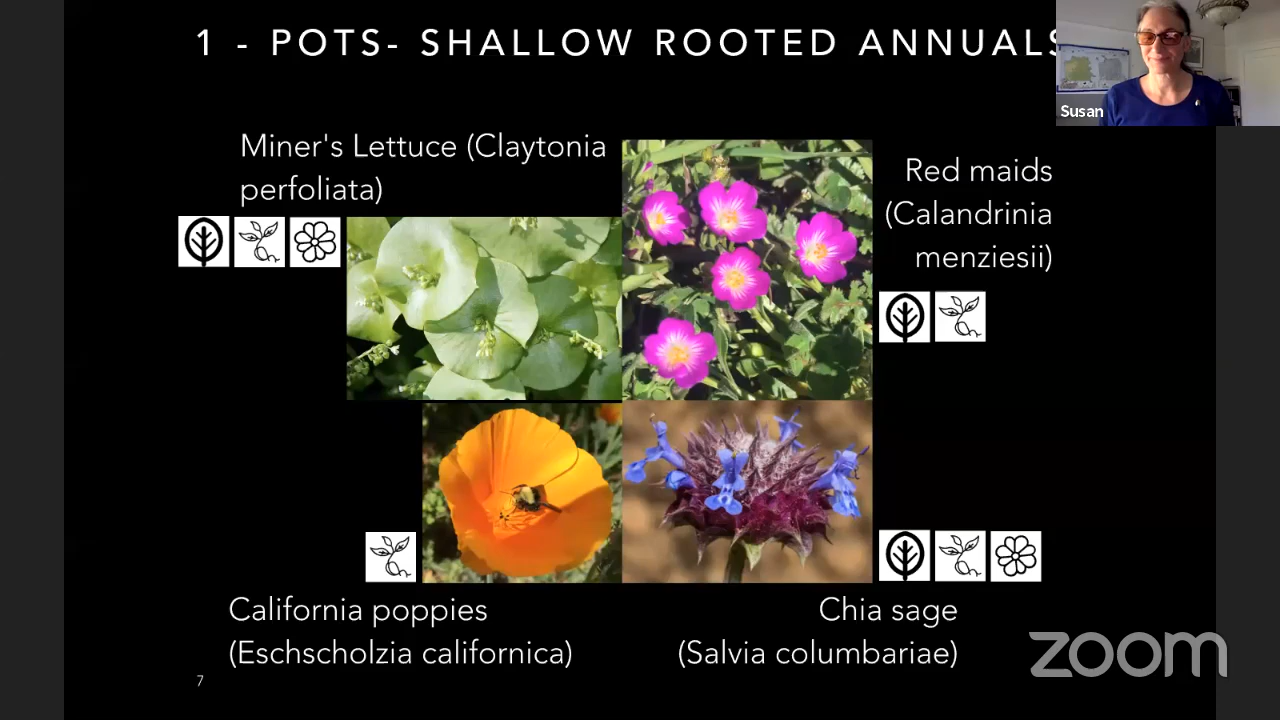 1 - POTS- SHALLOW ROOTED ANNUALS
Susan
Miner's Lettuce (Claytonia
perfoliata)
Red maids
(Calandrinia
menziesii)
California poppies
(Eschscholzia californica)
Chia sage
(Salvia columbariae)
zoom
7